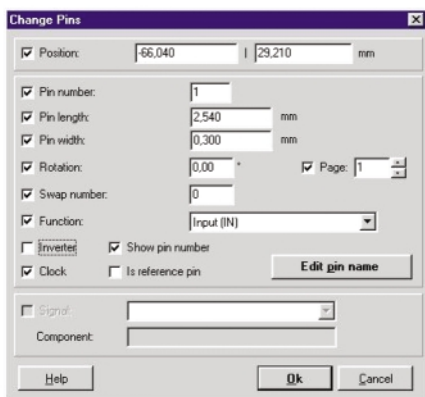 Change Pins
Position: -66,040 | 29,210 mm
Pin number: 1
Pin length: 2,540 mm
Pin width: 0,300 mm
Rotation: 0,00 ° Page: 1
Swap number: 0
Function: Input (IN)
Inverter Show pin number
Clock Is reference pin Edit pin name
Signal:
Component:
Help Ok Cancel